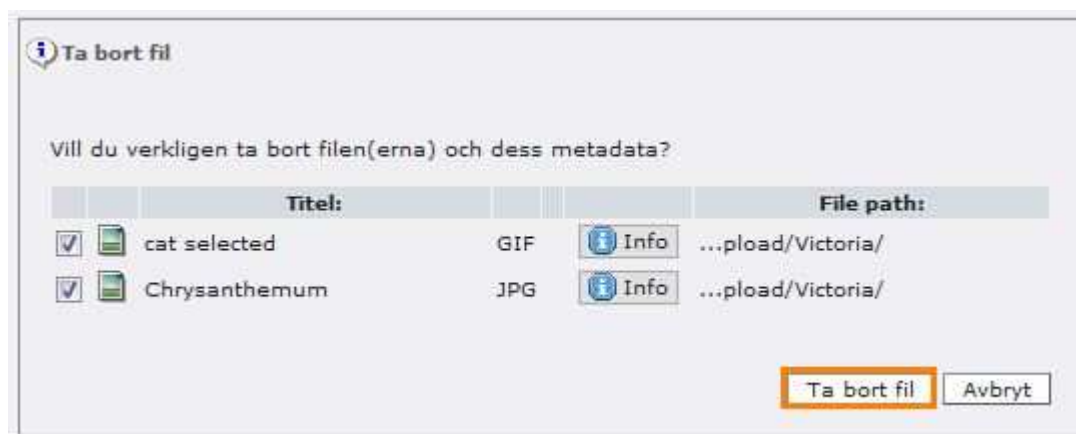 Ta bort fil
Vill du verkligen ta bort filen(erna) och dess metadata?
Titel: File path:
cat selected GIF Info ...pload/Victoria/
Chrysanthemum JPG Info ...pload/Victoria/
Ta bort fil Avbryt